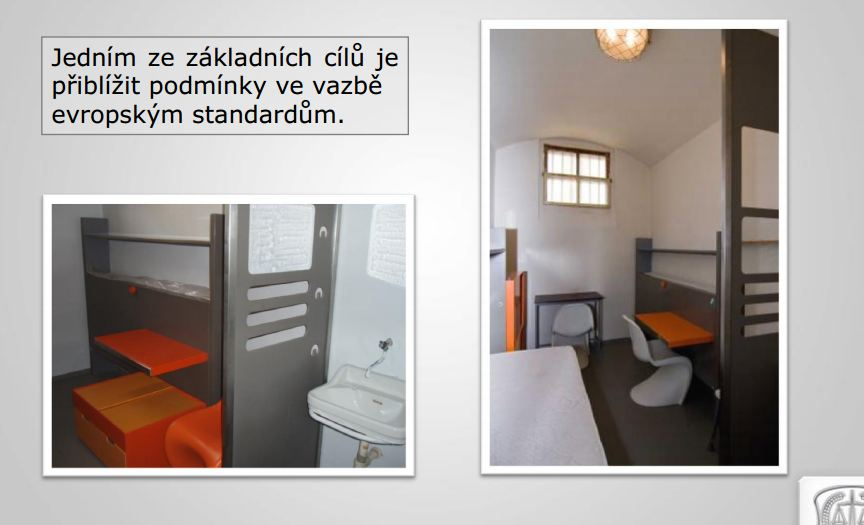 Jedním ze základních cílů je
přiblížit podmínky ve vazbě
evropským standardům.